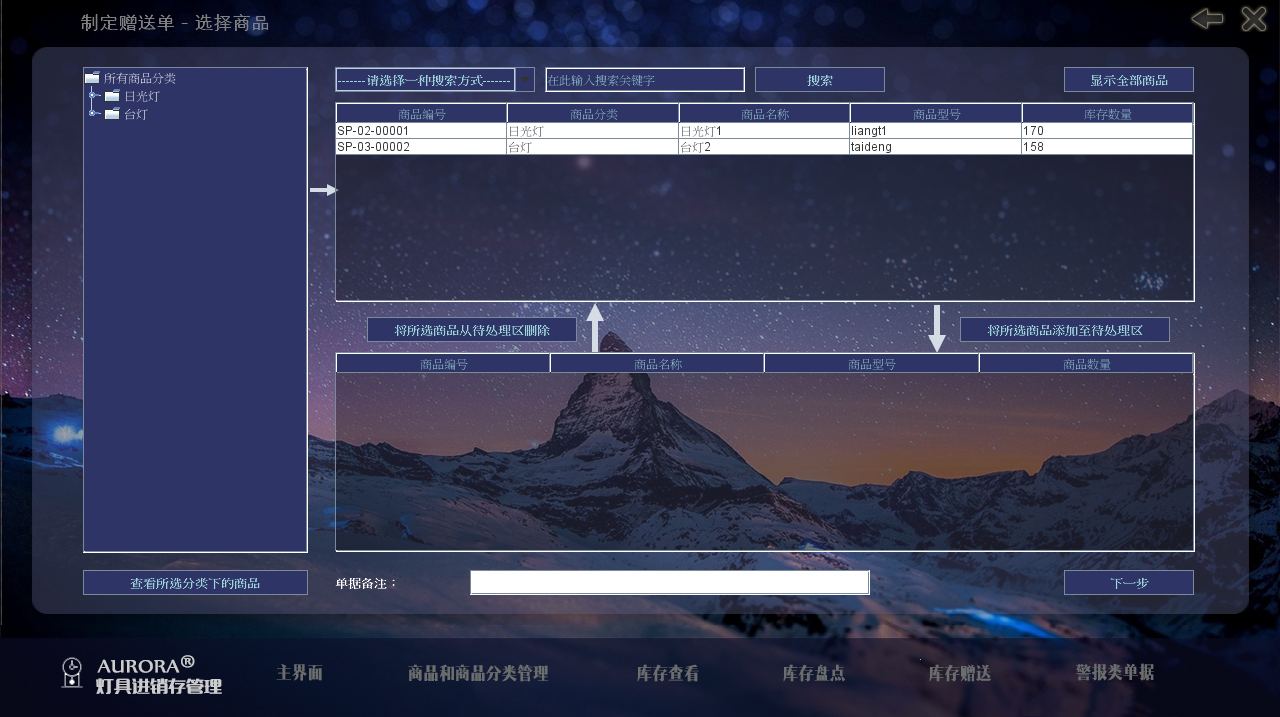 制定赠送单 - 选择商品
所有商品分类
日光灯
台灯
-------请选择一种搜索方式------- 在此输入搜索关键字 搜索 显示全部商品
商品编号 商品分类 商品名称 商品型号 库存数量
SP-02-00001 日光灯 日光灯1 liangt1 170
SP-03-00002 台灯 台灯2 taideng 158
将所选商品从待处理区删除 将所选商品添加至待处理区
商品编号 商品名称 商品型号 商品数量
查看所选分类下的商品 单据备注： 下一步
AURORA®
灯具进销存管理
主界面 商品和商品分类管理 库存查看 库存盘点 库存赠送 警报类单据